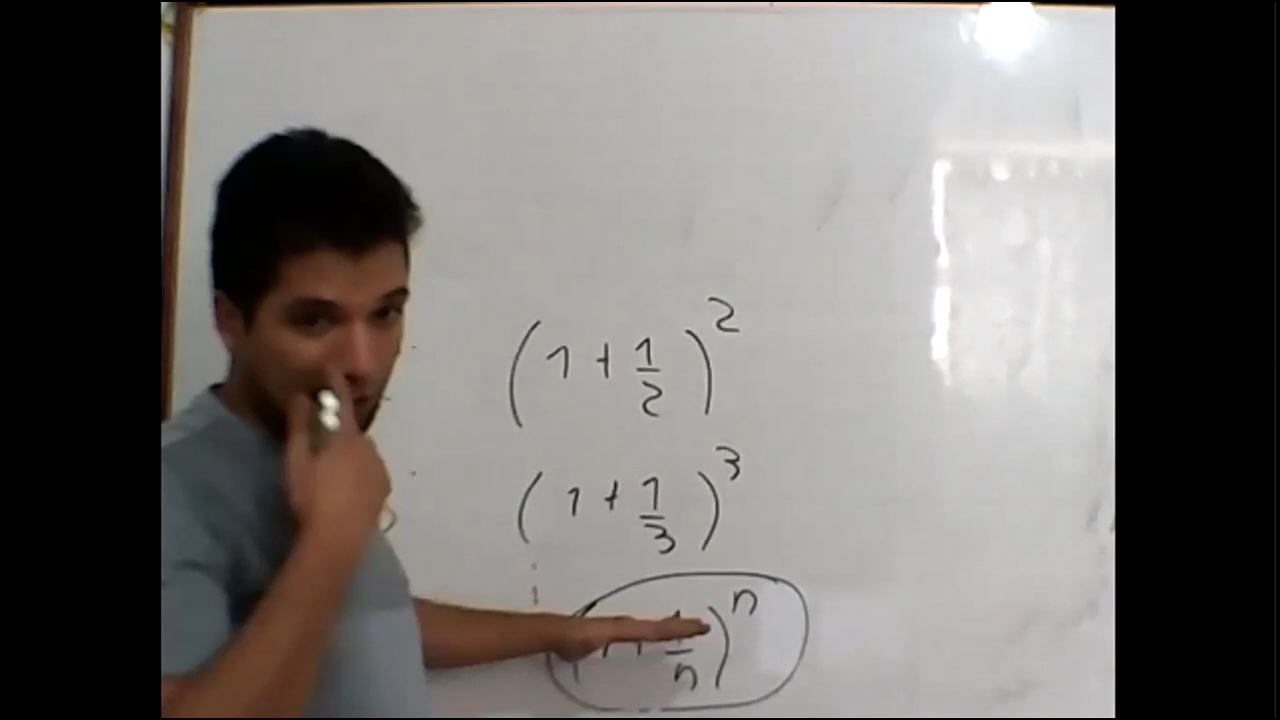 (1 + 1/2)^2
(1 + 1/3)^3
(1 + 1/n)^n